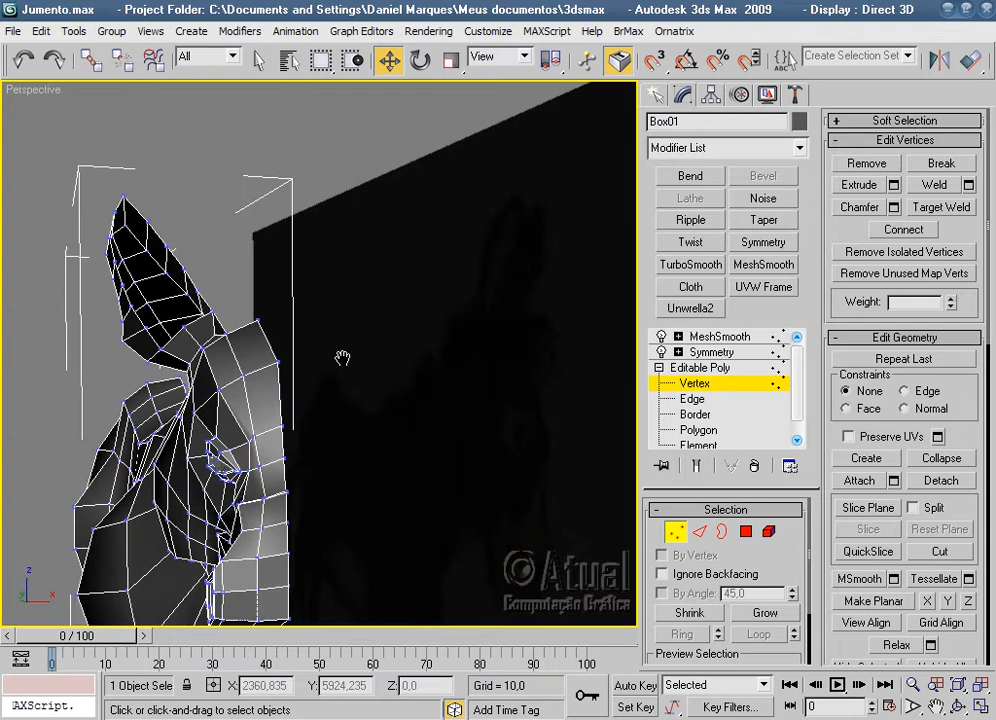 Jumento.max - Project Folder: C:\Documents and Settings\Daniel Marques\Meus documentos\3dsmax - Autodesk 3ds Max 2009 - Display : Direct 3D
File Edit Tools Group Views Create Modifiers Animation Graph Editors Rendering Customize MAXScript Help BrMax Ornatrix
All View Create Selection Set
Perspective
Box01
Modifier List
Bend Bevel
Lathe Noise
Ripple Taper
Twist Symmetry
TurboSmooth MeshSmooth
Cloth UVW Frame
Unwrella2
MeshSmooth
Symmetry
Editable Poly
Vertex
Edge
Border
Polygon
Element
Selection
By Vertex
Ignore Backfacing
By Angle: 45,0
Shrink Grow
Ring Loop
Preview Selection
Soft Selection
Edit Vertices
Remove Break
Extrude Weld
Chamfer Target Weld
Connect
Remove Isolated Vertices
Remove Unused Map Verts
Weight:
Edit Geometry
Repeat Last
Constraints
None Edge
Face Normal
Preserve UVs
Create Collapse
Attach Detach
Slice Plane Split
Slice Reset Plane
QuickSlice Cut
MSmooth Tessellate
Make Planar X Y Z
View Align Grid Align
Relax
z
x
y
© Atual
Computação Gráfica
0 / 100
0 10 20 30 40 50 60 70 80 90 100
1 Object Sele X: 2360,835 Y: 5924,235 Z: 0,0 Grid = 10,0 Auto Key Selected
AXScript. Click or click-and-drag to select objects Add Time Tag Set Key Key Filters... 0